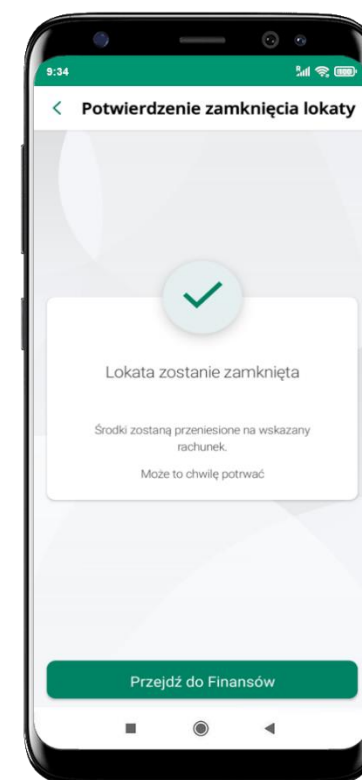 9:34
Potwierdzenie zamknięcia lokaty
Lokata zostanie zamknięta
Środki zostaną przeniesione na wskazany
rachunek.
Może to chwilę potrwać
Przejdź do Finansów